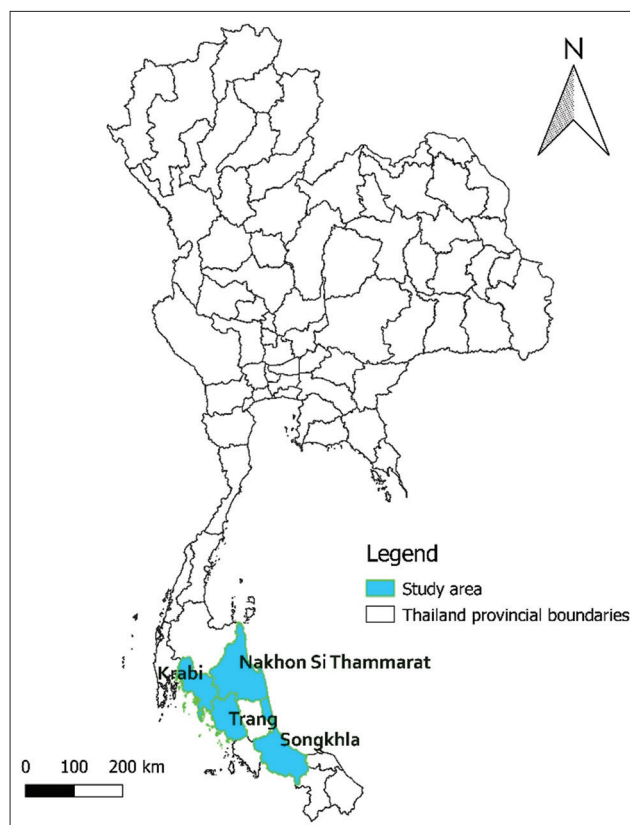 N
Legend
Study area
Thailand provincial boundaries
Krabi
Nakhon Si Thammarat
Trang
Songkhla
0 100 200 km